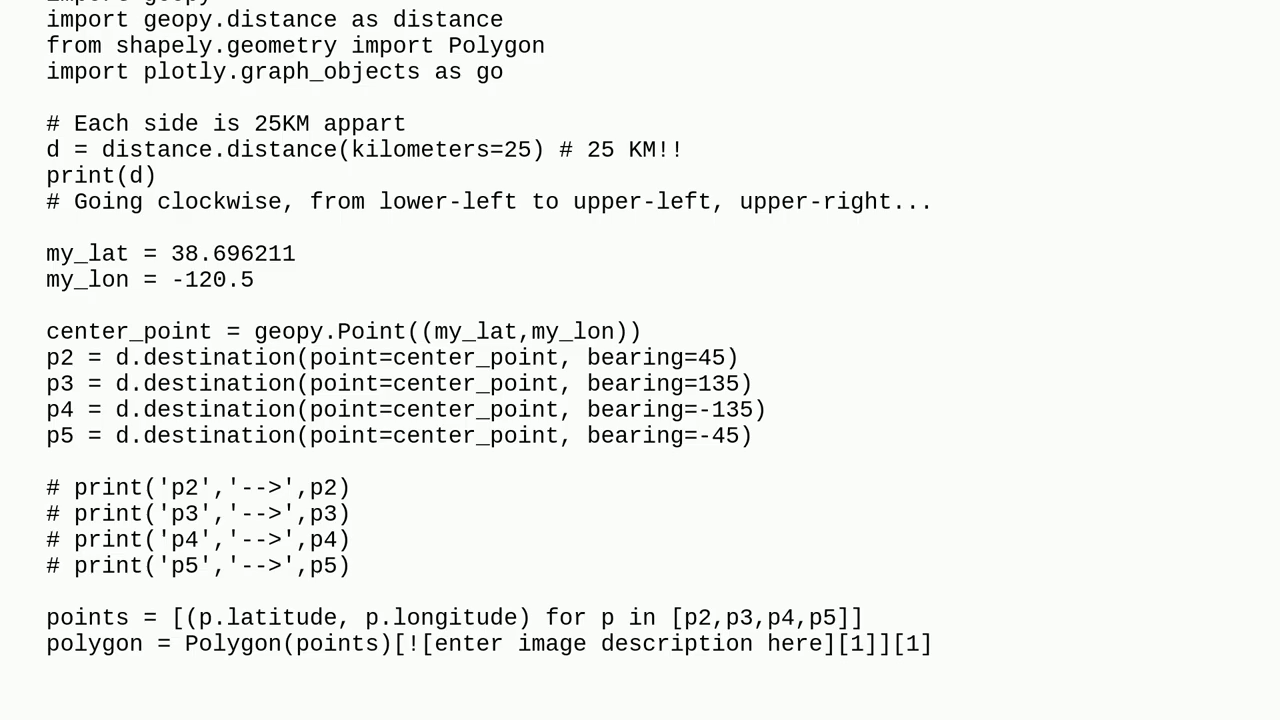 import geopy
import geopy.distance as distance
from shapely.geometry import Polygon
import plotly.graph_objects as go
# Each side is 25KM appart
d = distance.distance(kilometers=25) # 25 KM!!
print(d)
# Going clockwise, from lower-left to upper-left, upper-right...
my_lat = 38.696211
my_lon = -120.5
center_point = geopy.Point((my_lat,my_lon))
p2 = d.destination(point=center_point, bearing=45)
p3 = d.destination(point=center_point, bearing=135)
p4 = d.destination(point=center_point, bearing=-135)
p5 = d.destination(point=center_point, bearing=-45)
# print('p2','-->',p2)
# print('p3','-->',p3)
# print('p4','-->',p4)
# print('p5','-->',p5)
points = [(p.latitude, p.longitude) for p in [p2,p3,p4,p5]]
polygon = Polygon(points)[![enter image description here][1]][1]